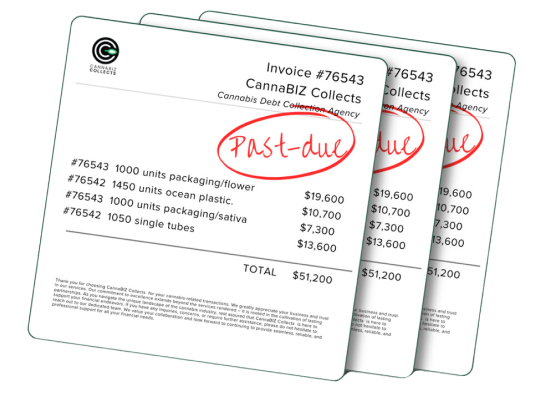 CANNABIZ
COLLECTS
Invoice #76543
CannaBIZ Collects
Cannabis Debt Collection Agency
Past-due
#76543 1000 units packaging/flower $19,600
#76542 1450 units ocean plastic. $10,700
#76543 1000 units packaging/sativa $7,300
#76542 1050 single tubes $13,600
TOTAL $51,200
Thank you for choosing CannaBIZ Collects. for your cannabis-related transactions. We greatly appreciate your business and trust
in our services. Our commitment to excellence extends beyond the services rendered – it is rooted in the cultivation of lasting
partnerships. As you navigate the unique landscape of the cannabis industry, rest assured that CannaBIZ Collects. is here to
support your financial endeavors. If you have any inquiries, concerns, or require further assistance, please do not hesitate to
reach out to our dedicated team. We value your collaboration and look forward to continuing to provide seamless, reliable, and
professional support for all your financial needs.
#76543
Collects
Agency
due
$19,600
$10,700
$7,300
$13,600
$51,200
76543
Collects
Agency
ue
19,600
10,700
7,300
13,600
$51,200